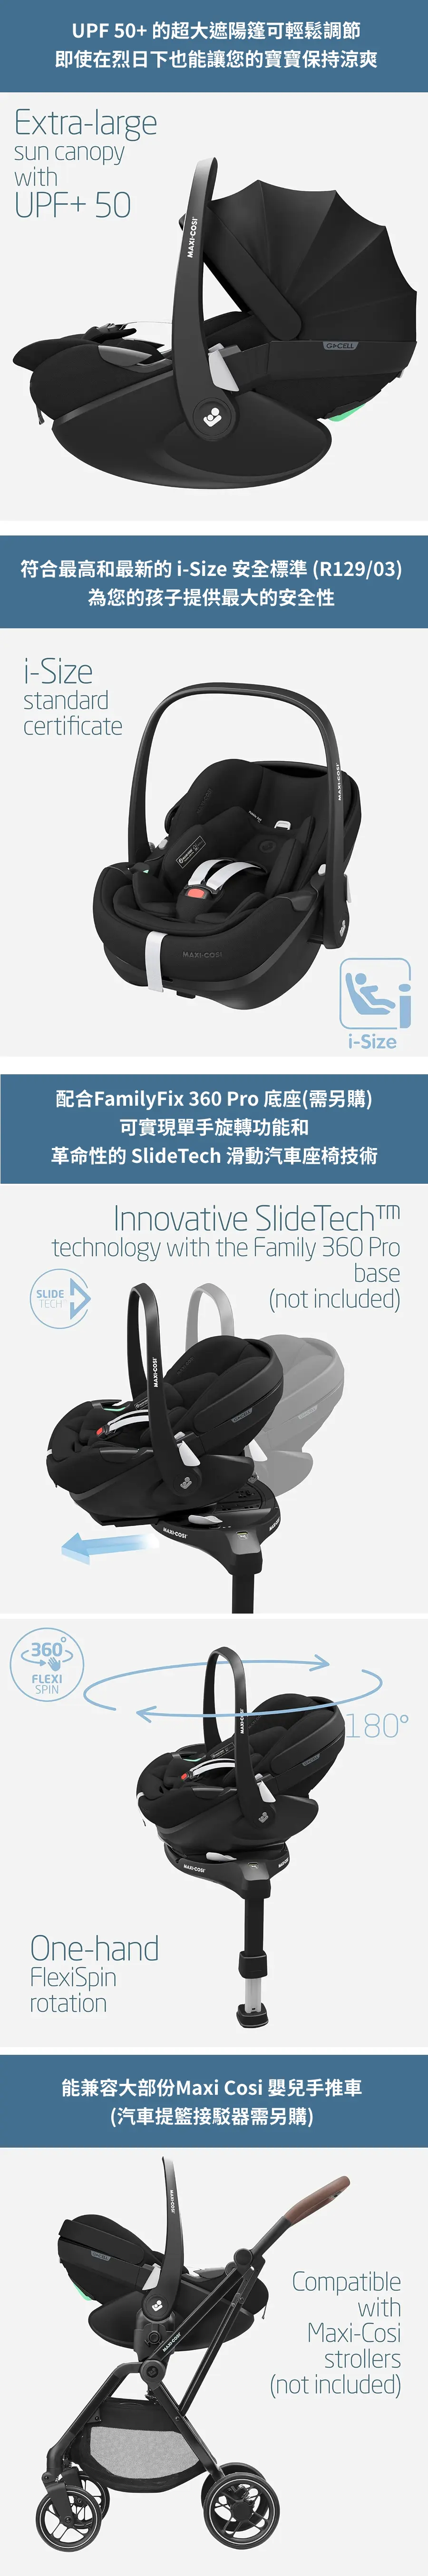 UPF 50+ 的超大遮陽篷可輕鬆調節
即使在烈日下也能讓您的寶寶保持涼爽
Extra-large
sun canopy
with
UPF+ 50
MAXI-COSI
G-CELL
符合最高和最新的 i-Size 安全標準 (R129/03)
為您的孩子提供最大的安全性
i-Size
standard
certificate
MAXI-COSI
MAXI-COSI
i-Size
配合FamilyFix 360 Pro 底座(需另購)
可實現單手旋轉功能和
革命性的 SlideTech 滑動汽車座椅技術
Innovative SlideTech™
technology with the Family 360 Pro
base
(not included)
SLIDE
TECH
MAXI-COSI
MAXI-COSI
360°
FLEXI
SPIN
180°
MAXI-COSI
MAXI-COSI
One-hand
FlexiSpin
rotation
能兼容大部份Maxi Cosi 嬰兒手推車
(汽車提籃接駁器需另購)
MAXI-COSI
MAXI-COSI
Compatible
with
Maxi-Cosi
strollers
(not included)